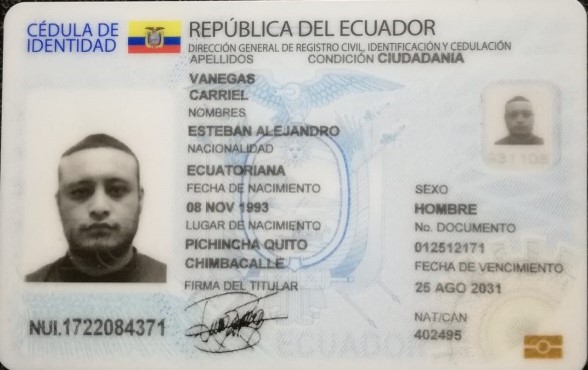 CÉDULA DE
IDENTIDAD
REPÚBLICA DEL ECUADOR
DIRECCIÓN GENERAL DE REGISTRO CIVIL, IDENTIFICACIÓN Y CEDULACIÓN
APELLIDOS CONDICIÓN CIUDADANÍA
VANEGAS
CARRIEL
NOMBRES
ESTEBAN ALEJANDRO
NACIONALIDAD
ECUATORIANA
FECHA DE NACIMIENTO
08 NOV 1993
LUGAR DE NACIMIENTO
PICHINCHA QUITO
CHIMBACALLE
FIRMA DEL TITULAR
SEXO
HOMBRE
No. DOCUMENTO
012512171
FECHA DE VENCIMIENTO
25 AGO 2031
NAT/CAN
402495
NUI.1722084371
931108
ECUADOR